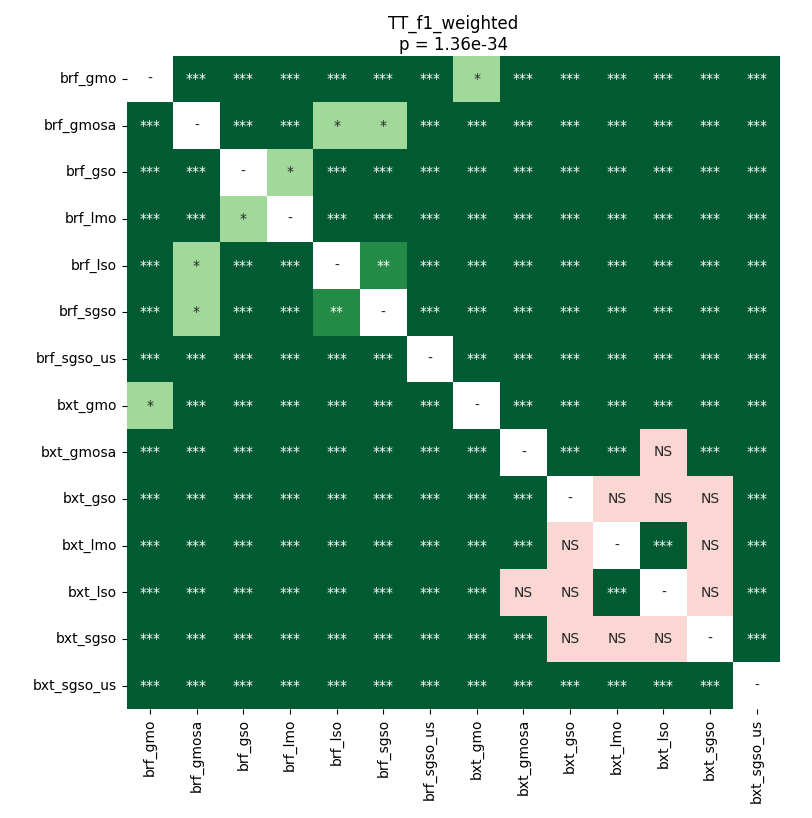 TT_f1_weighted
p = 1.36e-34
brf_gmo - *** *** *** *** *** *** * *** *** *** *** *** ***
brf_gmosa *** - *** *** * * *** *** *** *** *** *** *** ***
brf_gso *** *** - * *** *** *** *** *** *** *** *** *** ***
brf_lmo *** *** * - *** *** *** *** *** *** *** *** *** ***
brf_lso *** * *** *** - ** *** *** *** *** *** *** *** ***
brf_sgso *** * *** *** ** - *** *** *** *** *** *** *** ***
brf_sgso_us *** *** *** *** *** *** - *** *** *** *** *** *** ***
bxt_gmo * *** *** *** *** *** *** - *** *** *** *** *** ***
bxt_gmosa *** *** *** *** *** *** *** *** - *** *** NS *** ***
bxt_gso *** *** *** *** *** *** *** *** *** - NS NS NS ***
bxt_lmo *** *** *** *** *** *** *** *** *** NS - *** NS ***
bxt_lso *** *** *** *** *** *** *** *** NS NS *** - NS ***
bxt_sgso *** *** *** *** *** *** *** *** *** NS NS NS - ***
bxt_sgso_us *** *** *** *** *** *** *** *** *** *** *** *** *** -
brf_gmo brf_gmosa brf_gso brf_lmo brf_lso brf_sgso brf_sgso_us bxt_gmo bxt_gmosa bxt_gso bxt_lmo bxt_lso bxt_sgso bxt_sgso_us